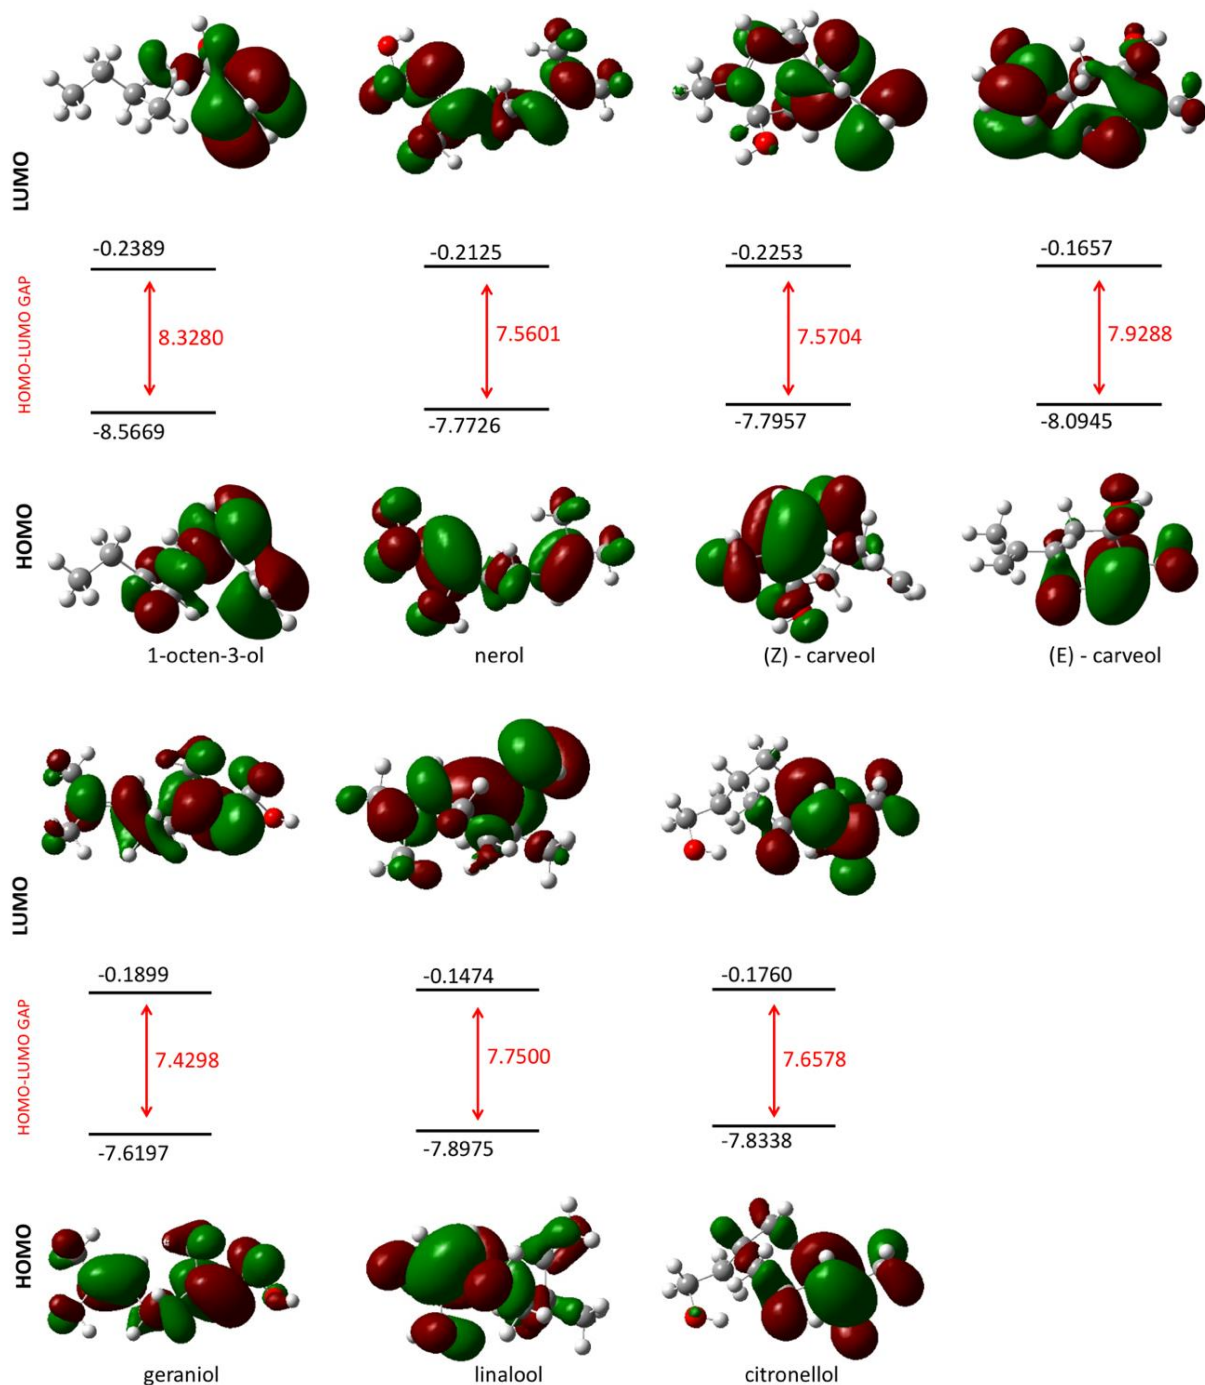 LUMO
-0.2389
-0.2125
-0.2253
-0.1657
HOMO-LUMO GAP
8.3280
7.5601
7.5704
7.9288
-8.5669
-7.7726
-7.7957
-8.0945
HOMO
1-octen-3-ol
nerol
(Z) - carveol
(E) - carveol
LUMO
-0.1899
-0.1474
-0.1760
HOMO-LUMO GAP
7.4298
7.7500
7.6578
-7.6197
-7.8975
-7.8338
HOMO
geraniol
linalool
citronellol